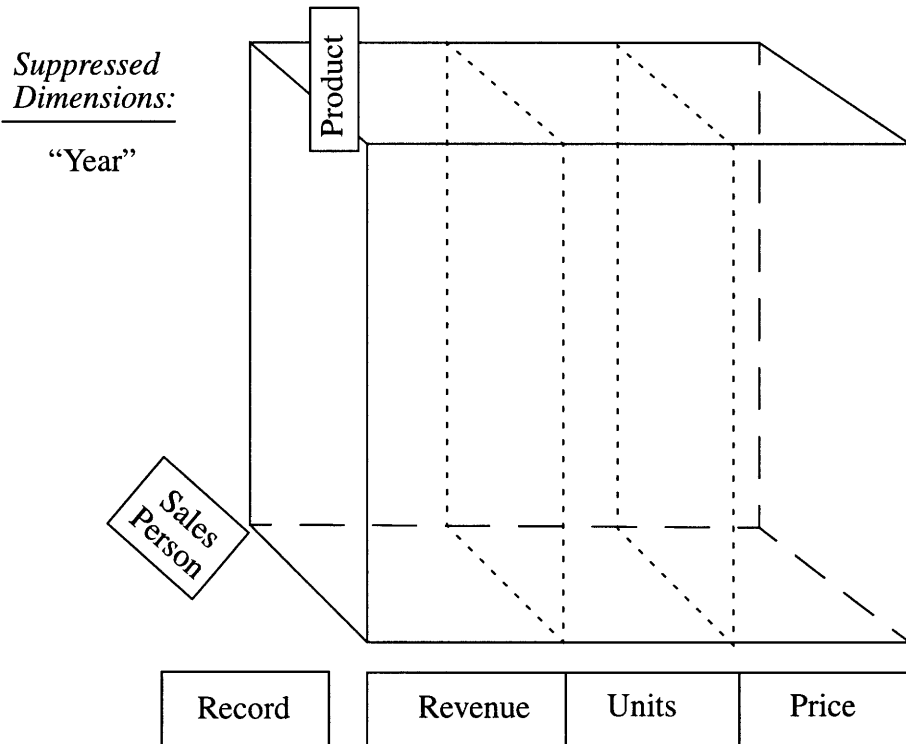 Suppressed
Dimensions:
“Year”
Product
Sales
Person
Record
Revenue
Units
Price